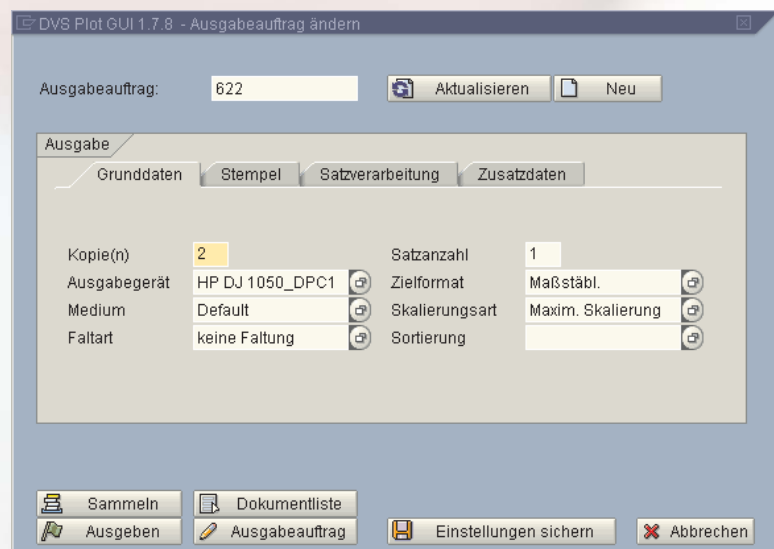 DVS Plot GUI 1.7.8 - Ausgabeauftrag ändern
Ausgabeauftrag: 622 Aktualisieren Neu
Ausgabe
Grunddaten Stempel Satzverarbeitung Zusatzdaten
Kopie(n) 2 Satzanzahl 1
Ausgabegerät HP DJ 1050_DPC1 Zielformat Maßstäbl.
Medium Default Skalierungsart Maxim. Skalierung
Faltart keine Faltung Sortierung
Sammeln Dokumentliste
Ausgeben Ausgabeauftrag Einstellungen sichern Abbrechen